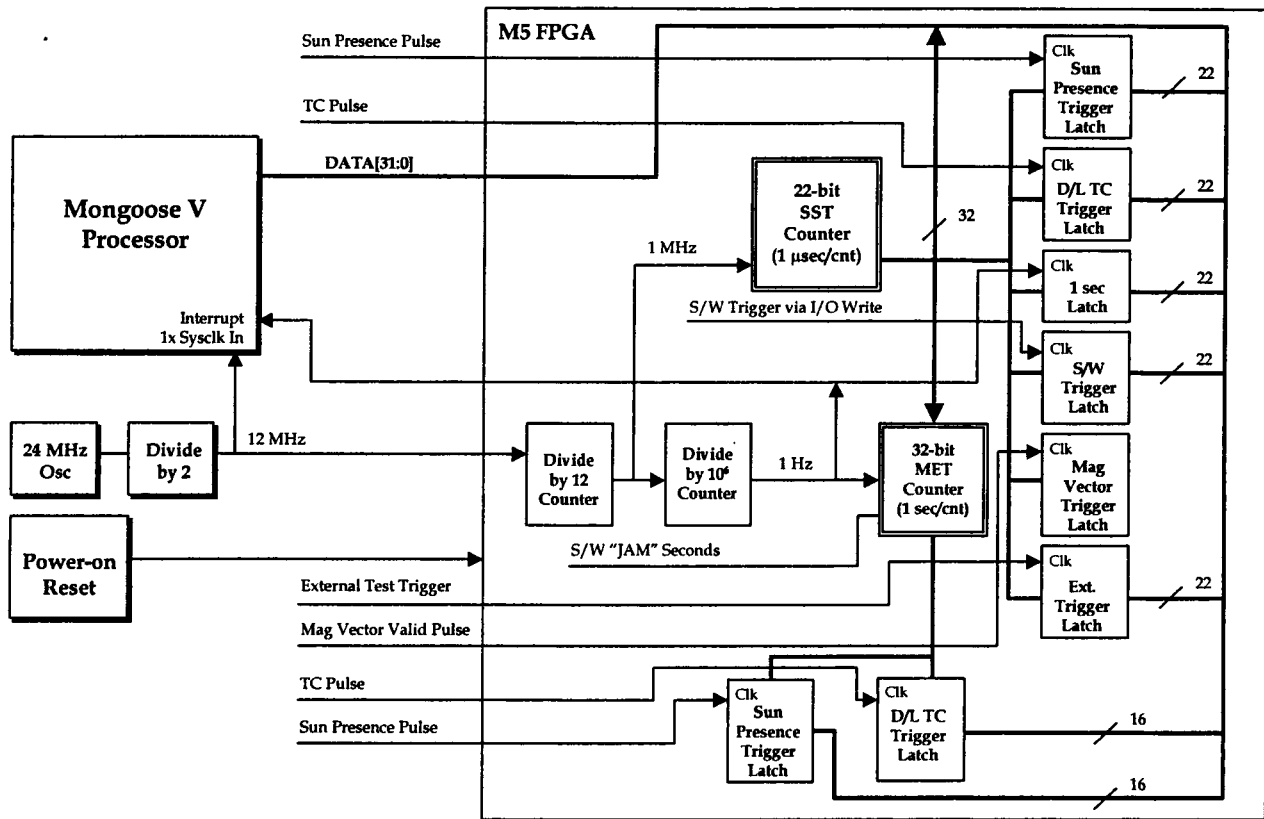 M5 FPGA
Sun Presence Pulse
TC Pulse
DATA[31:0]
Mongoose V
Processor
Interrupt
1x Sysclk In
24 MHz
Osc
Divide
by 2
12 MHz
Power-on
Reset
22-bit
SST
Counter
(1 µsec/cnt)
1 MHz
32
S/W Trigger via I/O Write
Divide
by 12
Counter
Divide
by 10⁶
Counter
1 Hz
32-bit
MET
Counter
(1 sec/cnt)
S/W "JAM" Seconds
External Test Trigger
Mag Vector Valid Pulse
TC Pulse
Sun Presence Pulse
Clk
Sun
Presence
Trigger
Latch
22
Clk
D/L TC
Trigger
Latch
22
Clk
1 sec
Latch
22
Clk
S/W
Trigger
Latch
22
Clk
Mag
Vector
Trigger
Latch
Clk
Ext.
Trigger
Latch
22
Clk
Sun
Presence
Trigger
Latch
Clk
D/L TC
Trigger
Latch
16
16